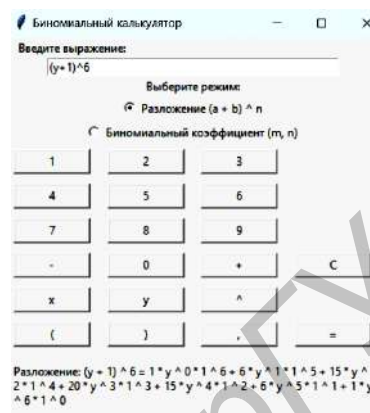 Биномиальный калькулятор
Введите выражение:
(y+1)^6
Выберите режим:
Разложение (a + b) ^ n
Биномиальный коэффициент (m, n)
1 2 3
4 5 6
7 8 9
- 0 + C
x y ^
( ) , =
Разложение: (y + 1) ^ 6 = 1 * y ^ 0 * 1 ^ 6 + 6 * y ^ 1 * 1 ^ 5 + 15 * y ^
2 * 1 ^ 4 + 20 * y ^ 3 * 1 ^ 3 + 15 * y ^ 4 * 1 ^ 2 + 6 * y ^ 5 * 1 ^ 1 + 1 * y
^ 6 * 1 ^ 0